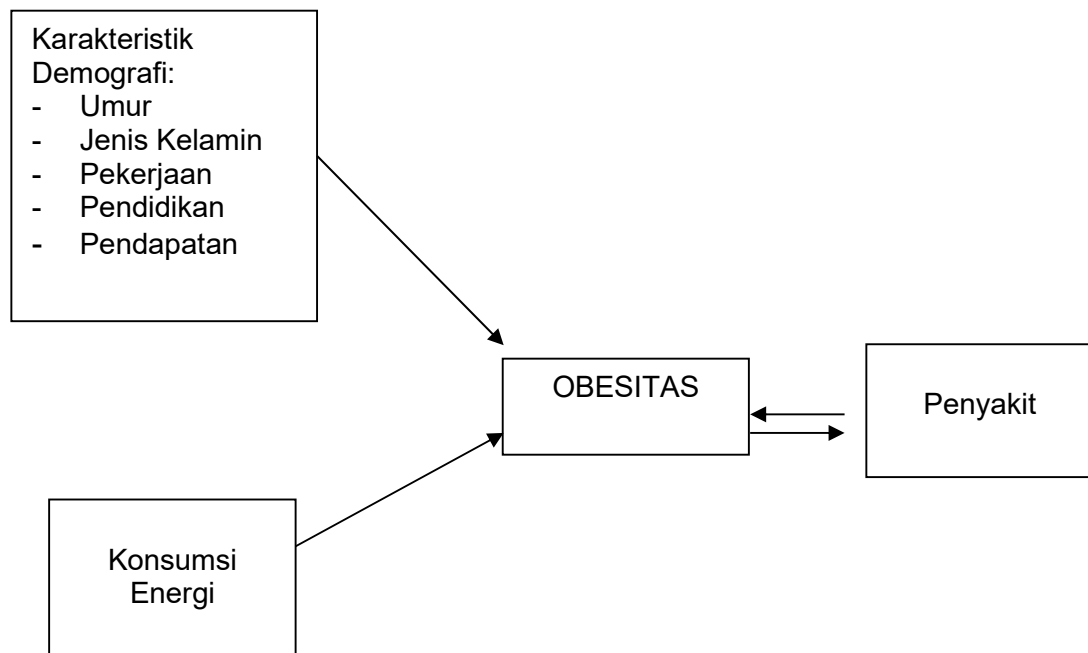 Karakteristik
Demografi:
- Umur
- Jenis Kelamin
- Pekerjaan
- Pendidikan
- Pendapatan
OBESITAS
Penyakit
Konsumsi
Energi